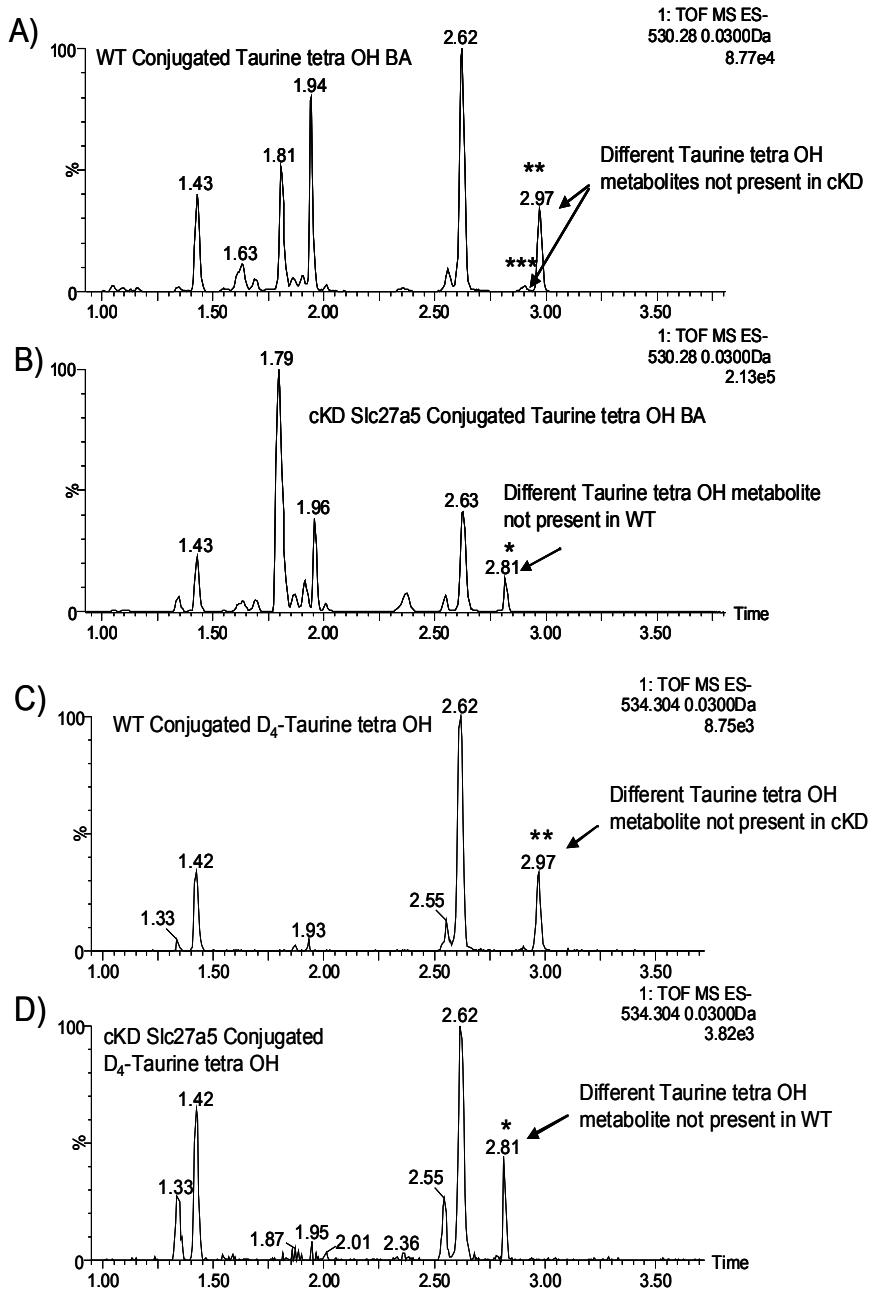 A)
1: TOF MS ES-
530.28 0.0300Da
8.77e4
WT Conjugated Taurine tetra OH BA
100
%
0
1.43
1.63
1.81
1.94
2.62
**
2.97
***
Different Taurine tetra OH
metabolites not present in cKD
1.00 1.50 2.00 2.50 3.00 3.50
B)
1: TOF MS ES-
530.28 0.0300Da
2.13e5
cKD Slc27a5 Conjugated Taurine tetra OH BA
100
%
0
1.43
1.79
1.96
2.63
*
2.81
Different Taurine tetra OH metabolite
not present in WT
Time
1.00 1.50 2.00 2.50 3.00 3.50
C)
1: TOF MS ES-
534.304 0.0300Da
8.75e3
WT Conjugated D4-Taurine tetra OH
100
%
0
1.33
1.42
1.93
2.55
2.62
**
2.97
Different Taurine tetra OH
metabolite not present in cKD
1.00 1.50 2.00 2.50 3.00 3.50
D)
1: TOF MS ES-
534.304 0.0300Da
3.82e3
cKD Slc27a5 Conjugated
D4-Taurine tetra OH
100
%
0
1.33
1.42
1.87
1.95
2.01
2.36
2.55
2.62
*
2.81
Different Taurine tetra OH
metabolite not present in WT
Time
1.00 1.50 2.00 2.50 3.00 3.50